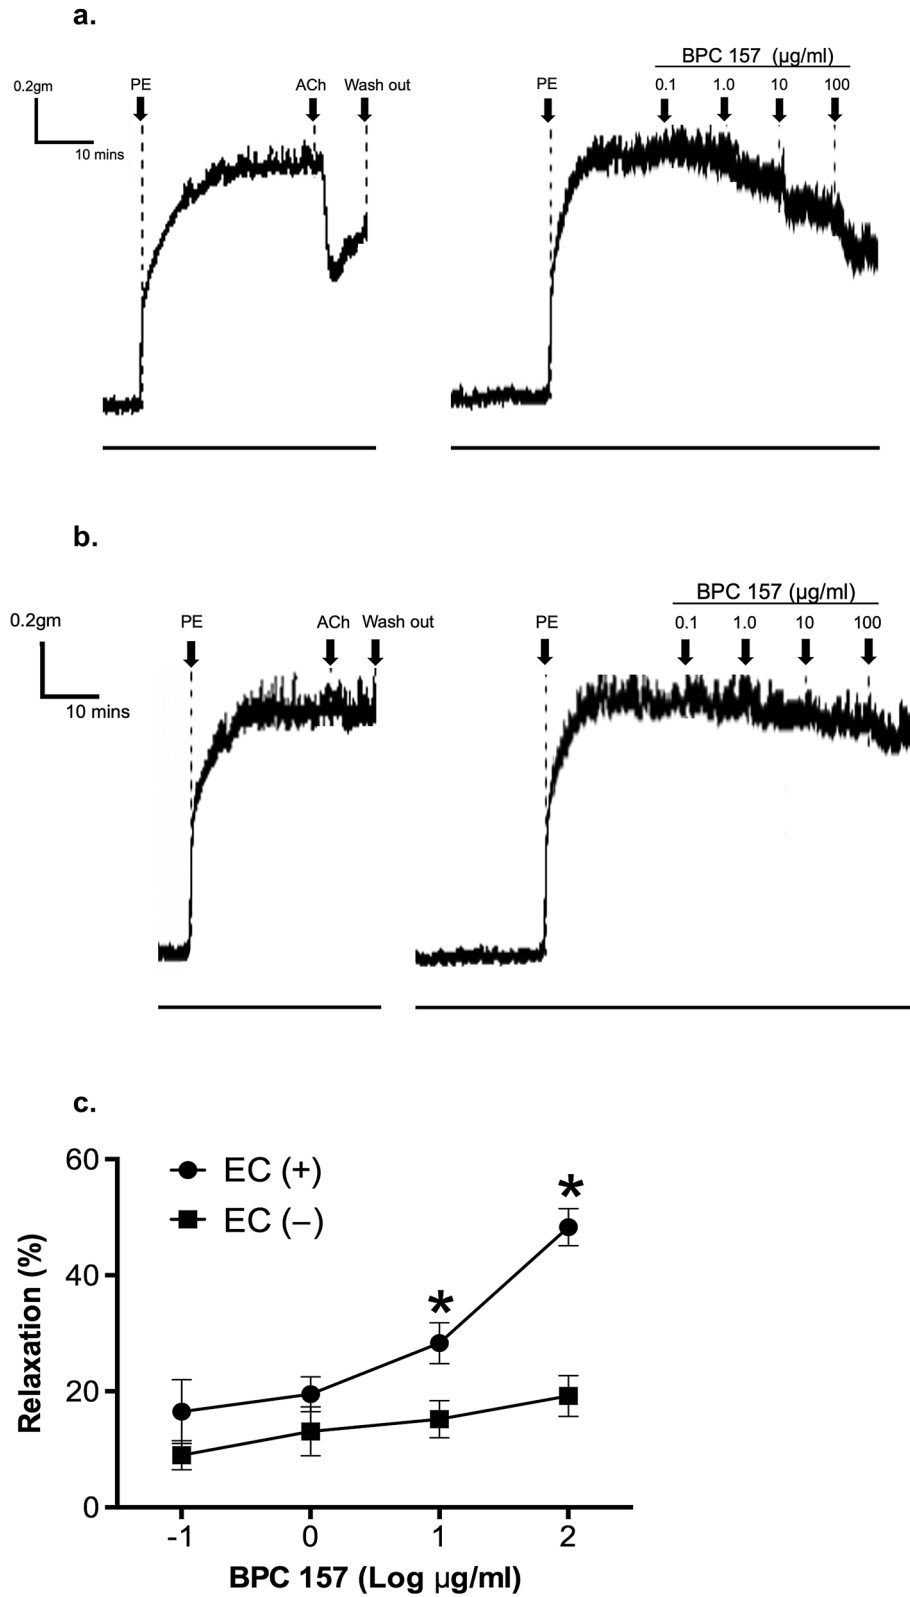 a.
BPC 157 (µg/ml)
0.2gm PE ACh Wash out PE 0.1 1.0 10 100
10 mins
b.
BPC 157 (µg/ml)
0.2gm PE ACh Wash out PE 0.1 1.0 10 100
10 mins
c.
60
EC (+)
EC (–)
*
40
*
20
0
Relaxation (%)
-1 0 1 2
BPC 157 (Log µg/ml)